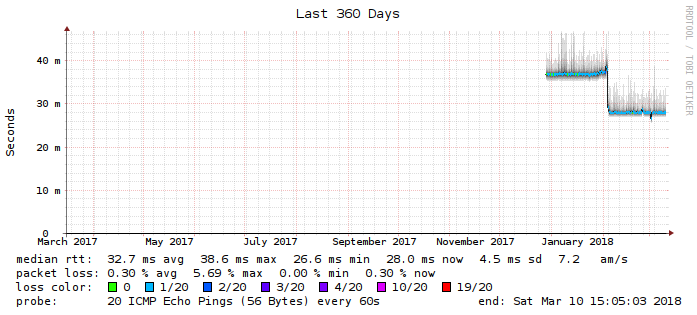 Last 360 Days
RRDTOOL / TOBI OETIKER
Seconds
40 m
30 m
20 m
10 m
0
March 2017 May 2017 July 2017 September 2017 November 2017 January 2018
median rtt: 32.7 ms avg 38.6 ms max 26.6 ms min 28.0 ms now 4.5 ms sd 7.2 am/s
packet loss: 0.30 % avg 5.69 % max 0.00 % min 0.30 % now
loss color: 0 1/20 2/20 3/20 4/20 10/20 19/20
probe: 20 ICMP Echo Pings (56 Bytes) every 60s end: Sat Mar 10 15:05:03 2018